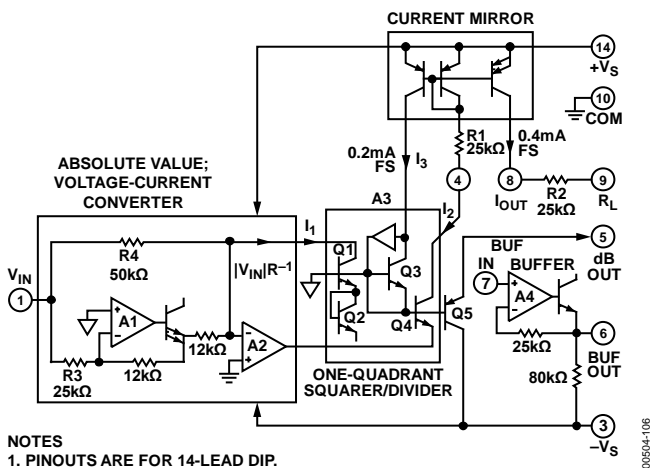 CURRENT MIRROR
14
+VS
10
COM
R1
25kΩ
0.2mA
FS
I3
0.4mA
FS
4
8
IOUT
R2
25kΩ
9
RL
ABSOLUTE VALUE;
VOLTAGE-CURRENT
CONVERTER
A3
I1
I2
R4
50kΩ
|VIN|R–1
VIN
1
Q1
Q2
Q3
Q4
Q5
BUF
IN
7
BUFFER
5
dB
OUT
A4
A1
A2
12kΩ
R3
25kΩ
12kΩ
25kΩ
6
BUF
OUT
80kΩ
ONE-QUADRANT
SQUARER/DIVIDER
3
–VS
NOTES
1. PINOUTS ARE FOR 14-LEAD DIP.
00504-106